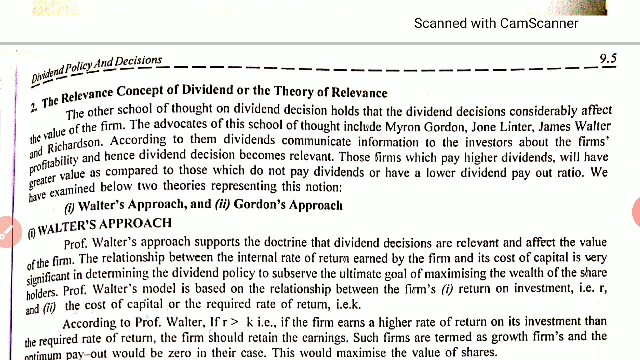 Scanned with CamScanner
Dividend Policy And Decisions 9.5
2. The Relevance Concept of Dividend or the Theory of Relevance
The other school of thought on dividend decision holds that the dividend decisions considerably affect
the value of the firm. The advocates of this school of thought include Myron Gordon, Jone Linter, James Walter
and Richardson. According to them dividends communicate information to the investors about the firms'
profitability and hence dividend decision becomes relevant. Those firms which pay higher dividends, will have
greater value as compared to those which do not pay dividends or have a lower dividend pay out ratio. We
have examined below two theories representing this notion:
(i) Walter's Approach, and (ii) Gordon's Approach
(i) WALTER'S APPROACH
Prof. Walter's approach supports the doctrine that dividend decisions are relevant and affect the value
of the firm. The relationship between the internal rate of return earned by the firm and its cost of capital is very
significant in determining the dividend policy to subserve the ultimate goal of maximising the wealth of the share
holders. Prof. Walter's model is based on the relationship between the firm's (i) return on investment, i.e. r,
and (ii) the cost of capital or the required rate of return, i.e.k.
According to Prof. Walter, If r > k i.e., if the firm earns a higher rate of return on its investment than
the required rate of return, the firm should retain the earnings. Such firms are termed as growth firm's and the
optimum pay-out would be zero in their case. This would maximise the value of shares.